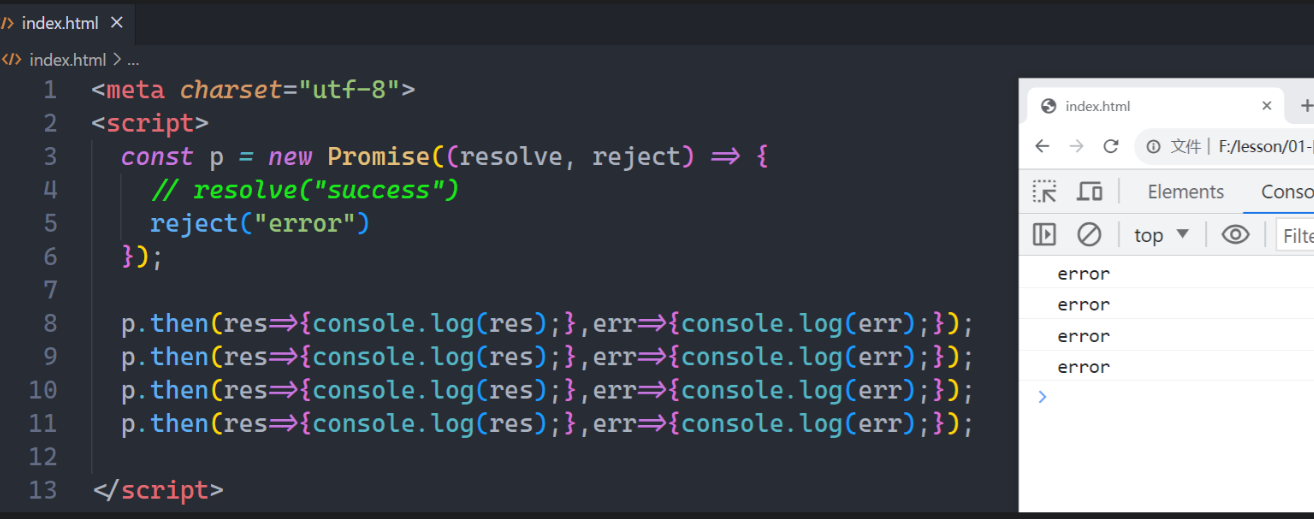 index.html
index.html > ...
1 <meta charset="utf-8">
2 <script>
3 const p = new Promise((resolve, reject) => {
4 // resolve("success")
5 reject("error")
6 });
7
8 p.then(res=>{console.log(res);},err=>{console.log(err);});
9 p.then(res=>{console.log(res);},err=>{console.log(err);});
10 p.then(res=>{console.log(res);},err=>{console.log(err);});
11 p.then(res=>{console.log(res);},err=>{console.log(err);});
12
13 </script>
index.html
文件 | F:/lesson/01-
Elements Conso
top Filte
error
error
error
error